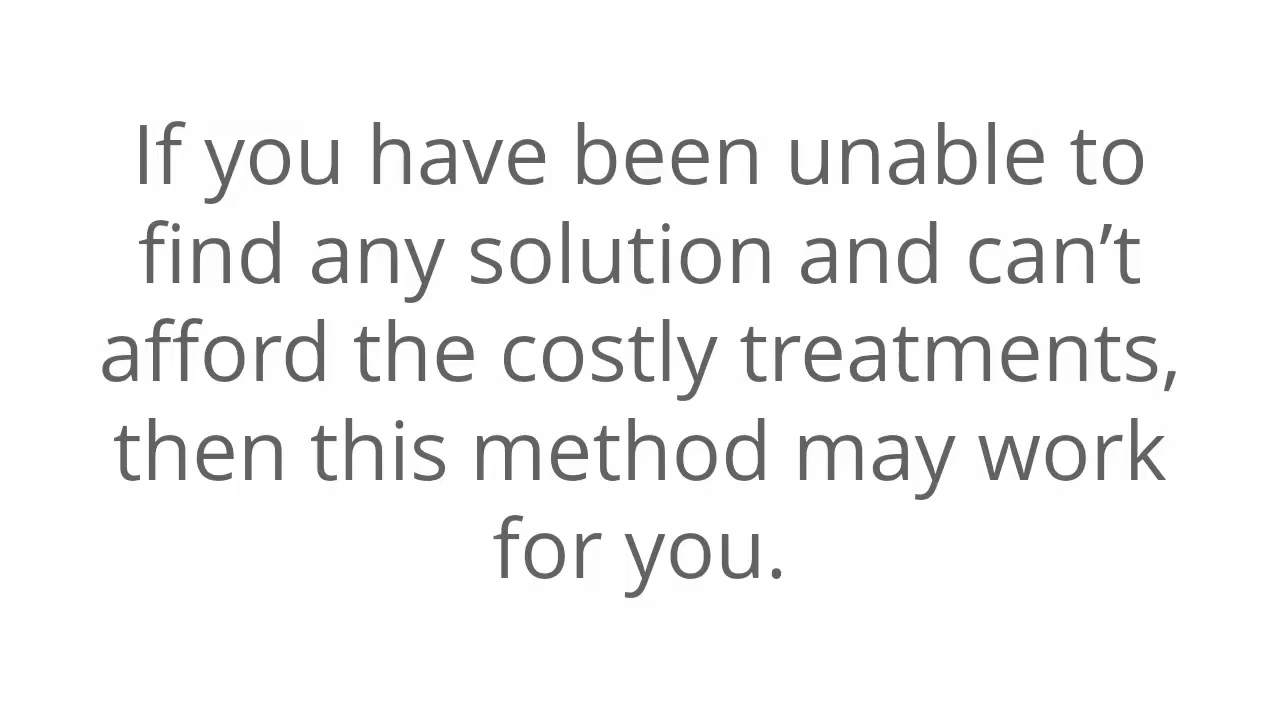 If you have been unable to
find any solution and can’t
afford the costly treatments,
then this method may work
for you.